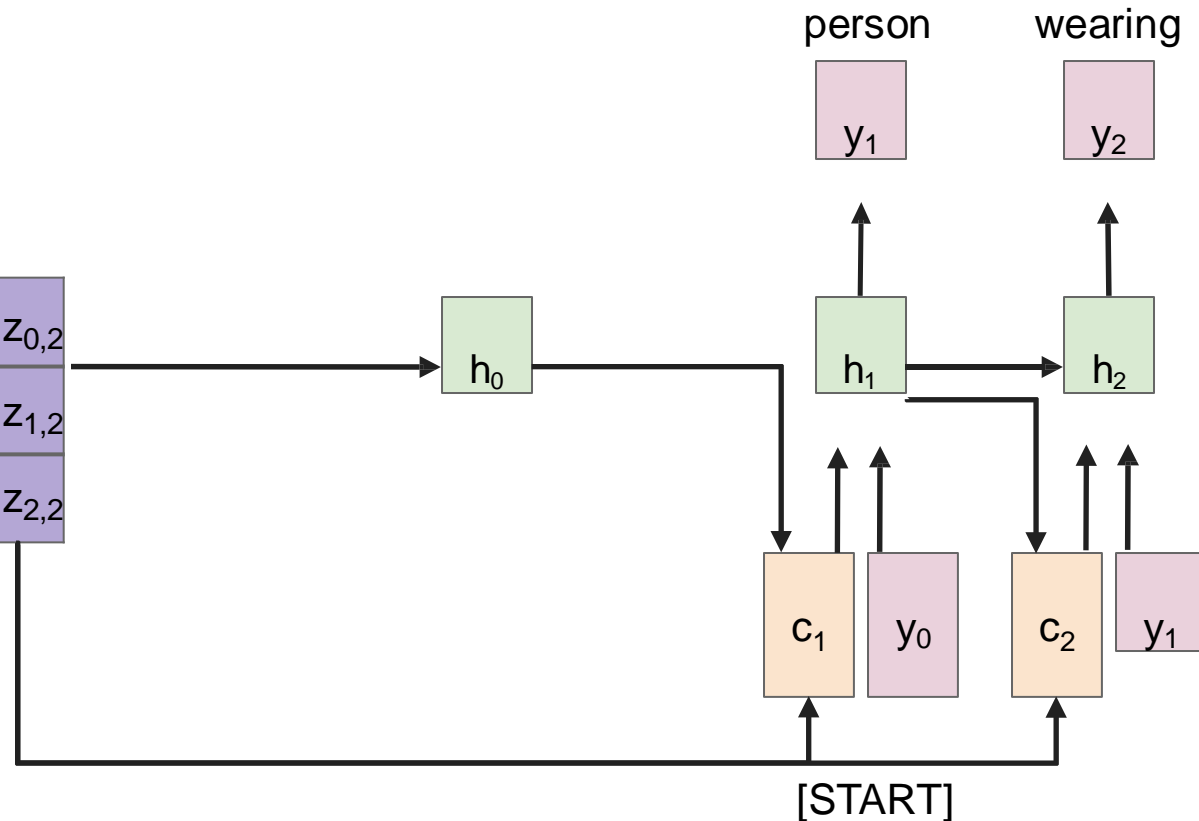 person wearing
y₁ y₂
z₀,₂
h₀ h₁ h₂
z₁,₂
z₂,₂
c₁ y₀ c₂ y₁
[START]